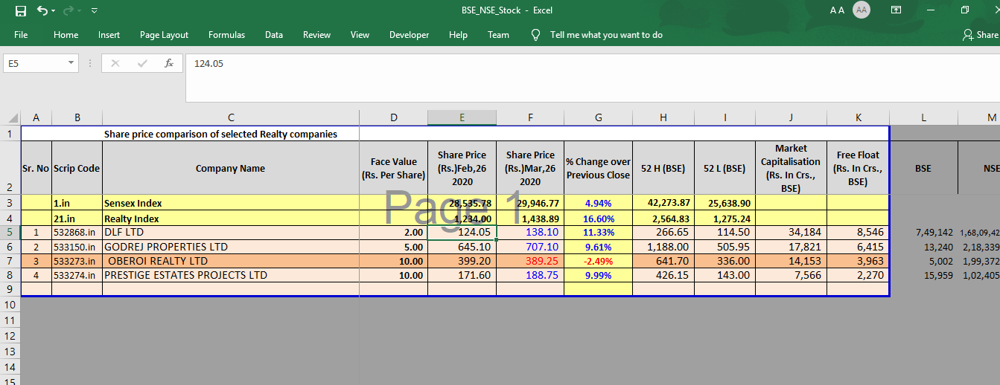 BSE_NSE_Stock - Excel
A A
AA
File Home Insert Page Layout Formulas Data Review View Developer Help Team Tell me what you want to do Share
E5 fx 124.05
A B C D E F G H I J K L M
1 Share price comparison of selected Realty companies
2 Sr. No Scrip Code Company Name Face Value (Rs. Per Share) Share Price (Rs.)Feb,26 2020 Share Price (Rs.)Mar,26 2020 % Change over Previous Close 52 H (BSE) 52 L (BSE) Market Capitalisation (Rs. In Crs., BSE) Free Float (Rs. In Crs., BSE) BSE NSE
Page 1
3 1.in Sensex Index 28,535.78 29,946.77 4.94% 42,273.87 25,638.90
4 21.in Realty Index 1,234.00 1,438.89 16.60% 2,564.83 1,275.24
5 1 532868.in DLF LTD 2.00 124.05 138.10 11.33% 266.65 114.50 34,184 8,546 7,49,142 1,68,09,42
6 2 533150.in GODREJ PROPERTIES LTD 5.00 645.10 707.10 9.61% 1,188.00 505.95 17,821 6,415 13,240 2,18,339
7 3 533273.in OBEROI REALTY LTD 10.00 399.20 389.25 -2.49% 641.70 336.00 14,153 3,963 5,002 1,99,372
8 4 533274.in PRESTIGE ESTATES PROJECTS LTD 10.00 171.60 188.75 9.99% 426.15 143.00 7,566 2,270 15,959 1,02,405
9
10
11
12
13
14
15